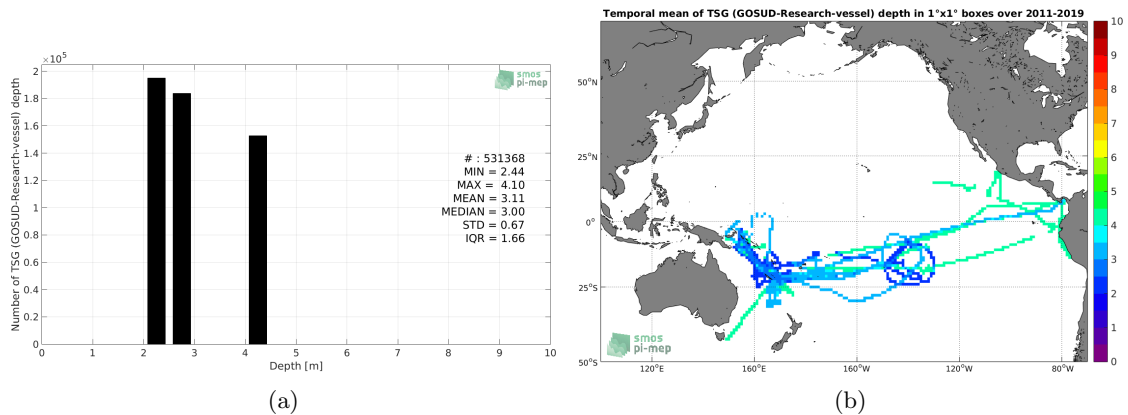 ×10^5
2
1.8
1.6
1.4
1.2
1
0.8
0.6
0.4
0.2
0
Number of TSG (GOSUD-Research-vessel) depth
smos
pi-mep
# : 531368
MIN = 2.44
MAX = 4.10
MEAN = 3.11
MEDIAN = 3.00
STD = 0.67
IQR = 1.66
0 1 2 3 4 5 6 7 8 9 10
Depth [m]
(a)
Temporal mean of TSG (GOSUD-Research-vessel) depth in 1°x1° boxes over 2011-2019
50°N
25°N
0°
25°S
50°S
smos
pi-mep
120°E 160°E 160°W 120°W 80°W
10
9
8
7
6
5
4
3
2
1
0
(b)